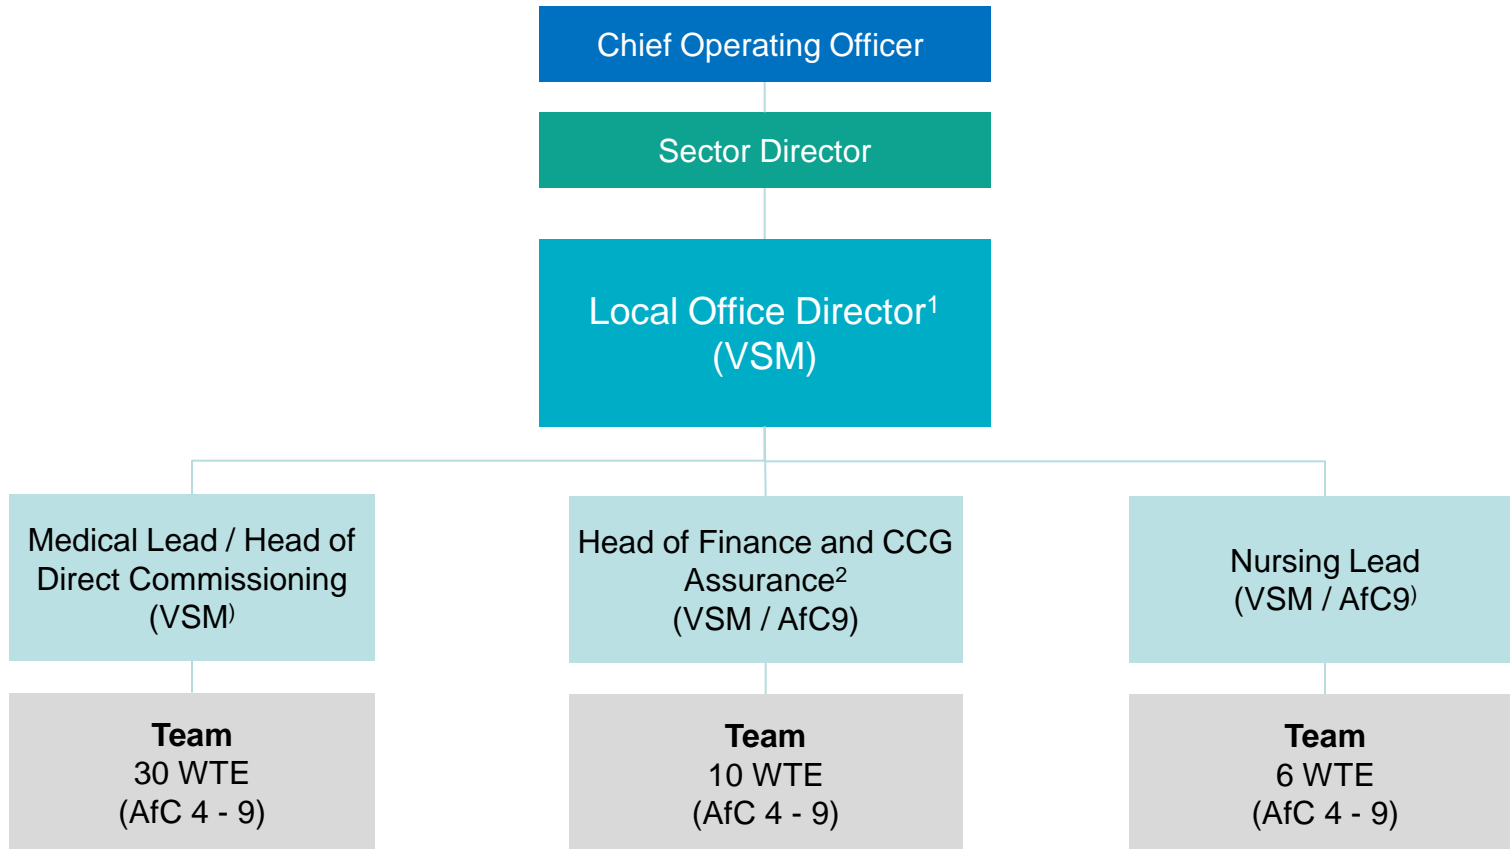 Chief Operating Officer
Sector Director
Local Office Director¹
(VSM)
Medical Lead / Head of
Direct Commissioning
(VSM⁾
Head of Finance and CCG
Assurance²
(VSM / AfC9)
Nursing Lead
(VSM / AfC9⁾
Team
30 WTE
(AfC 4 - 9)
Team
10 WTE
(AfC 4 - 9)
Team
6 WTE
(AfC 4 - 9)